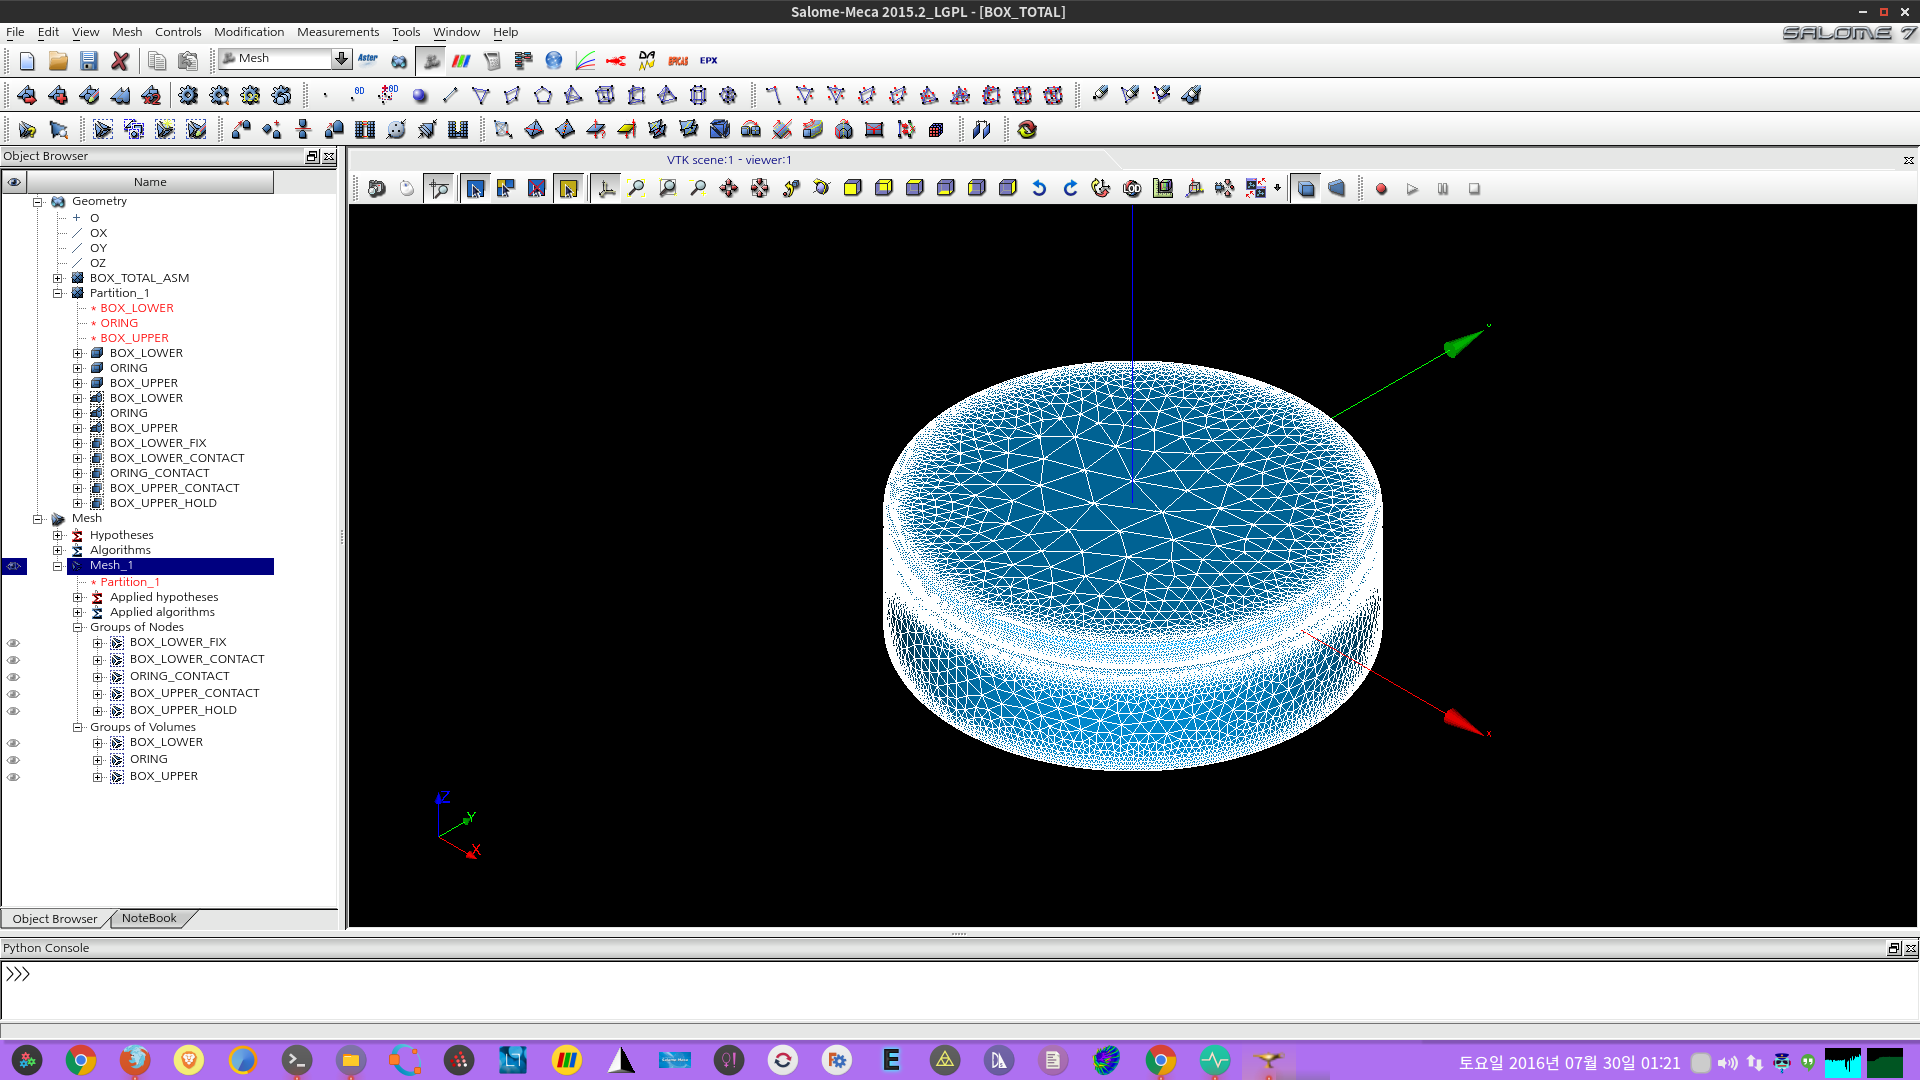 Salome-Meca 2015.2_LGPL - [BOX_TOTAL]
File Edit View Mesh Controls Modification Measurements Tools Window Help
SALOME 7
Mesh
Aster
EFICAS
EPX
0D
0D
Object Browser
VTK scene:1 - viewer:1
Name
Geometry
O
OX
OY
OZ
BOX_TOTAL_ASM
Partition_1
* BOX_LOWER
* ORING
* BOX_UPPER
BOX_LOWER
ORING
BOX_UPPER
BOX_LOWER
ORING
BOX_UPPER
BOX_LOWER_FIX
BOX_LOWER_CONTACT
ORING_CONTACT
BOX_UPPER_CONTACT
BOX_UPPER_HOLD
Mesh
Hypotheses
Algorithms
Mesh_1
* Partition_1
Applied hypotheses
Applied algorithms
Groups of Nodes
BOX_LOWER_FIX
BOX_LOWER_CONTACT
ORING_CONTACT
BOX_UPPER_CONTACT
BOX_UPPER_HOLD
Groups of Volumes
BOX_LOWER
ORING
BOX_UPPER
Y
X
Z
Y
X
Object Browser NoteBook
Python Console
>>>
토요일 2016년 07월 30일 01:21